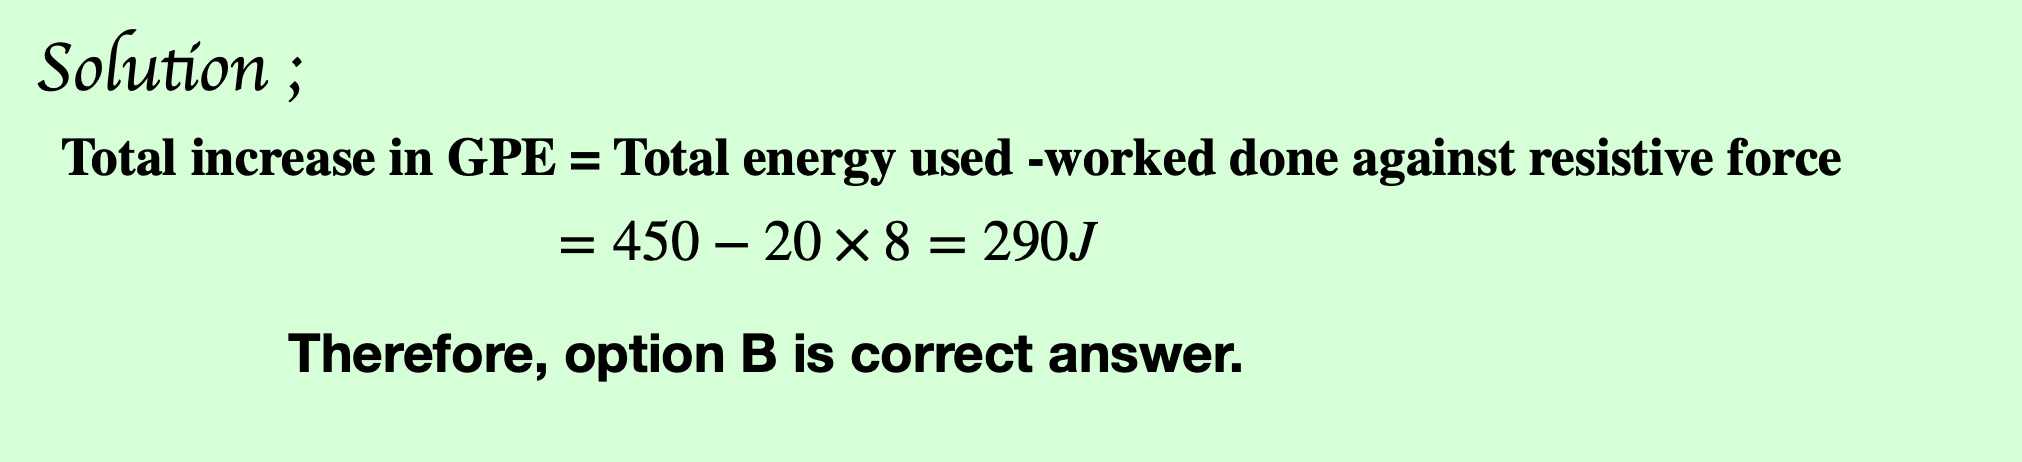 Solution ;
Total increase in GPE = Total energy used -worked done against resistive force
= 450 − 20 × 8 = 290J
Therefore, option B is correct answer.